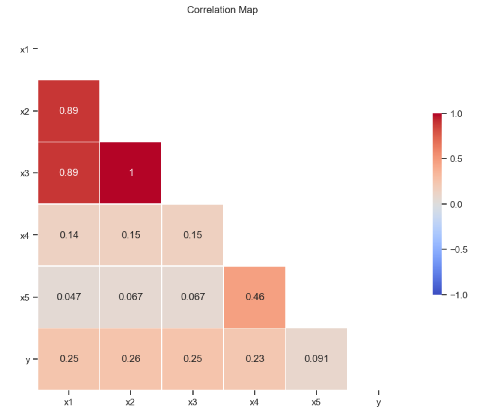 Correlation Map
x1
x2 0.89
x3 0.89 1
x4 0.14 0.15 0.15
x5 0.047 0.067 0.067 0.46
y 0.25 0.26 0.25 0.23 0.091
x1 x2 x3 x4 x5 y
1.0
0.5
0.0
−0.5
−1.0